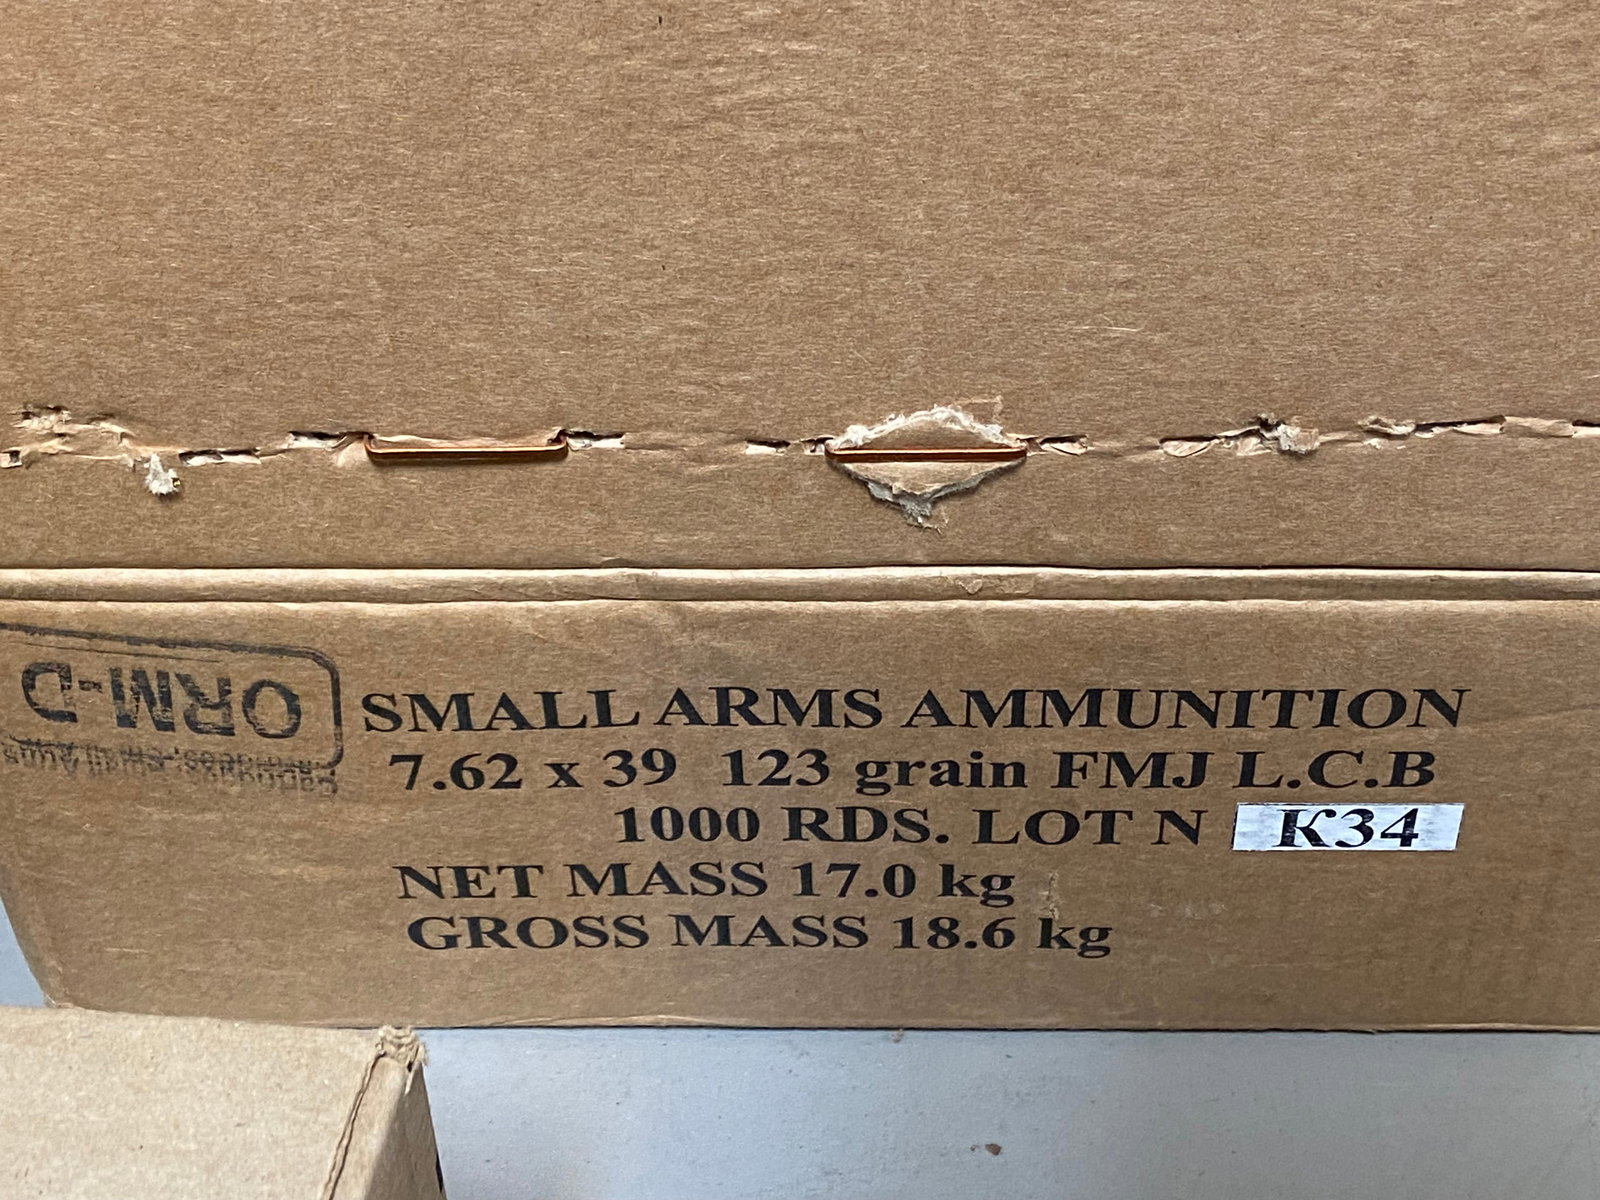 ORM-D
SMALL ARMS AMMUNITION
7.62 x 39 123 grain FMJ L.C.B
1000 RDS. LOT N K34
NET MASS 17.0 kg
GROSS MASS 18.6 kg